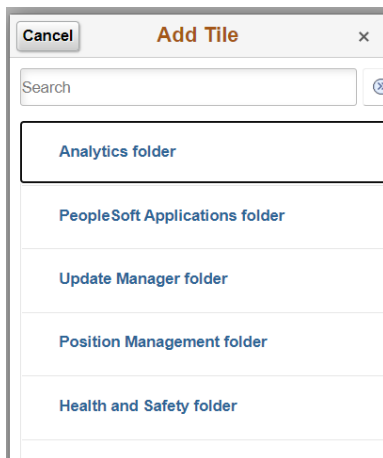 Cancel Add Tile ×
Search
Analytics folder
PeopleSoft Applications folder
Update Manager folder
Position Management folder
Health and Safety folder